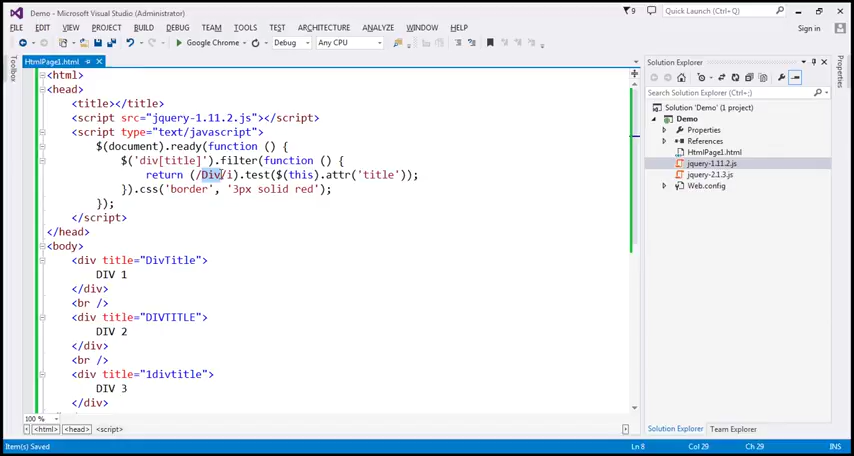 Demo - Microsoft Visual Studio (Administrator)
9
Quick Launch (Ctrl+Q)
FILE EDIT VIEW PROJECT BUILD DEBUG TEAM TOOLS TEST ARCHITECTURE ANALYZE WINDOW HELP
Sign in
Google Chrome Debug Any CPU
Toolbox
HtmlPage1.html
<html>
<head>
<title></title>
<script src="jquery-1.11.2.js"></script>
<script type="text/javascript">
$(document).ready(function () {
$('div[title]').filter(function () {
return (/Div/i).test($(this).attr('title'));
}).css('border', '3px solid red');
});
</script>
</head>
<body>
<div title="DivTitle">
DIV 1
</div>
<br />
<div title="DIVTITLE">
DIV 2
</div>
<br />
<div title="1divtitle">
DIV 3
</div>
100 %
<html> <head> <script>
Solution Explorer
Search Solution Explorer (Ctrl+;)
Solution 'Demo' (1 project)
Demo
Properties
References
HtmlPage1.html
jquery-1.11.2.js
jquery-2.1.3.js
Web.config
Solution Explorer Team Explorer
Properties
Item(s) Saved Ln 8 Col 29 Ch 29 INS